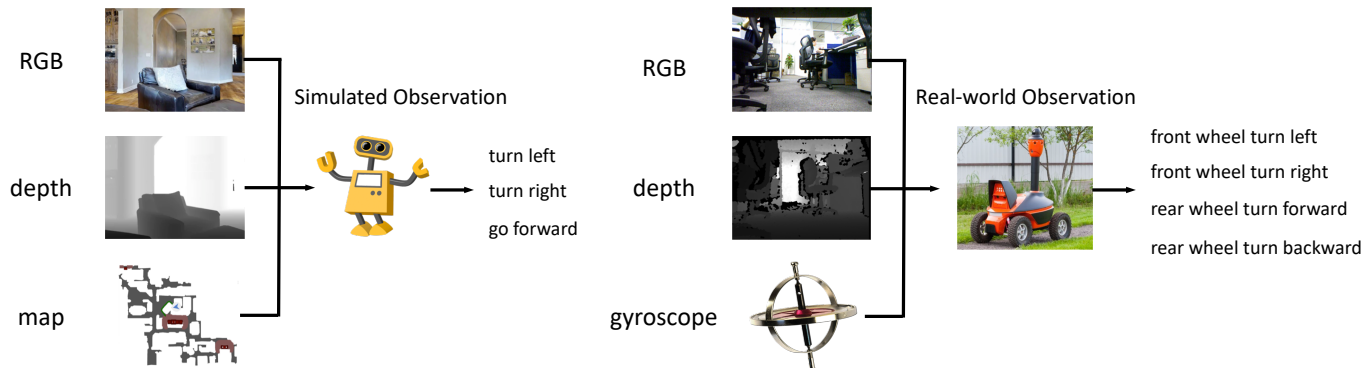 RGB
depth
map
Simulated Observation
turn left
turn right
go forward
RGB
depth
gyroscope
Real-world Observation
front wheel turn left
front wheel turn right
rear wheel turn forward
rear wheel turn backward